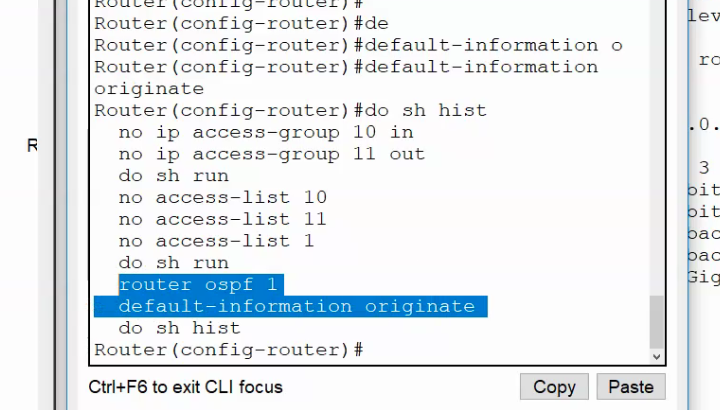 Router(config-router)#
Router(config-router)#de
Router(config-router)#default-information o
Router(config-router)#default-information
originate
Router(config-router)#do sh hist
no ip access-group 10 in
no ip access-group 11 out
do sh run
no access-list 10
no access-list 11
no access-list 1
do sh run
router ospf 1
default-information originate
do sh hist
Router(config-router)#
Ctrl+F6 to exit CLI focus
Copy
Paste
R
lev
ro
.0.
3
bit
bit
bac
bac
Gig